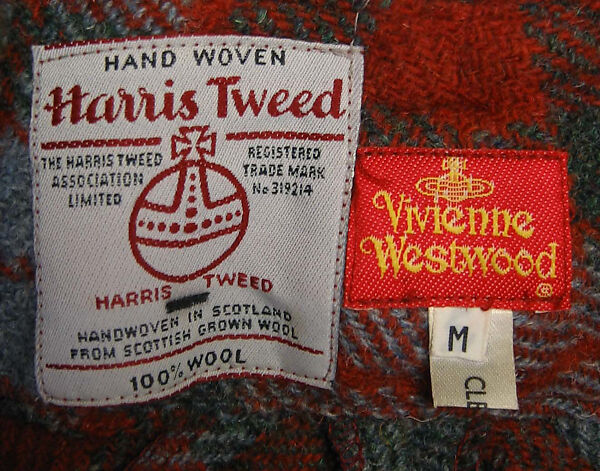 HAND WOVEN
Harris Tweed
THE HARRIS TWEED
ASSOCIATION
LIMITED
REGISTERED
TRADE MARK
No 319214
HARRIS TWEED
HANDWOVEN IN SCOTLAND
FROM SCOTTISH GROWN WOOL
100% WOOL
Vivienne
Westwood
®
M